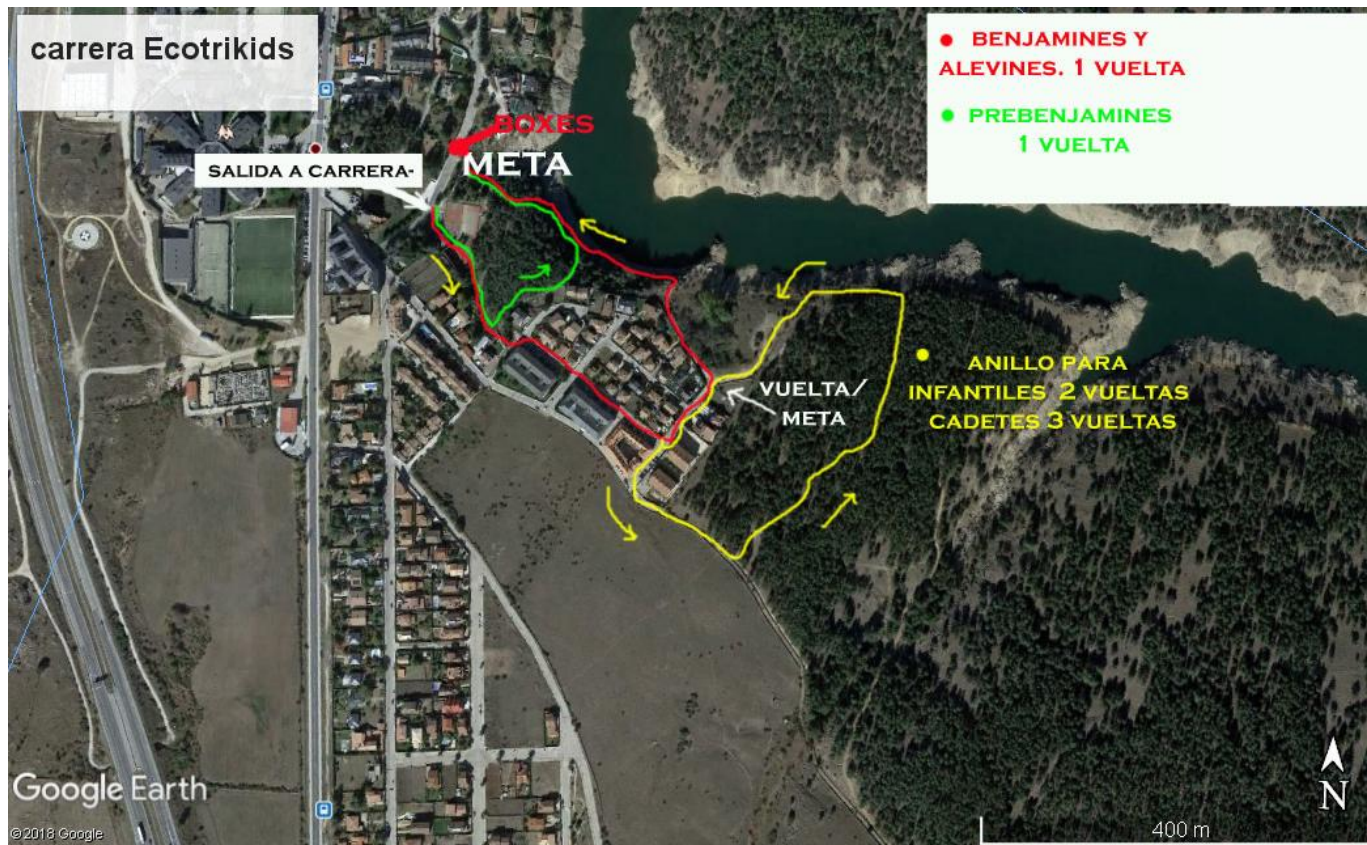 carrera Ecotrikids
BENJAMINES Y
ALEVINES. 1 VUELTA
PREBENJAMINES
1 VUELTA
BOXES
META
SALIDA A CARRERA-
VUELTA/
META
ANILLO PARA
INFANTILES 2 VUELTAS
CADETES 3 VUELTAS
Google Earth
©2018 Google
N
400 m